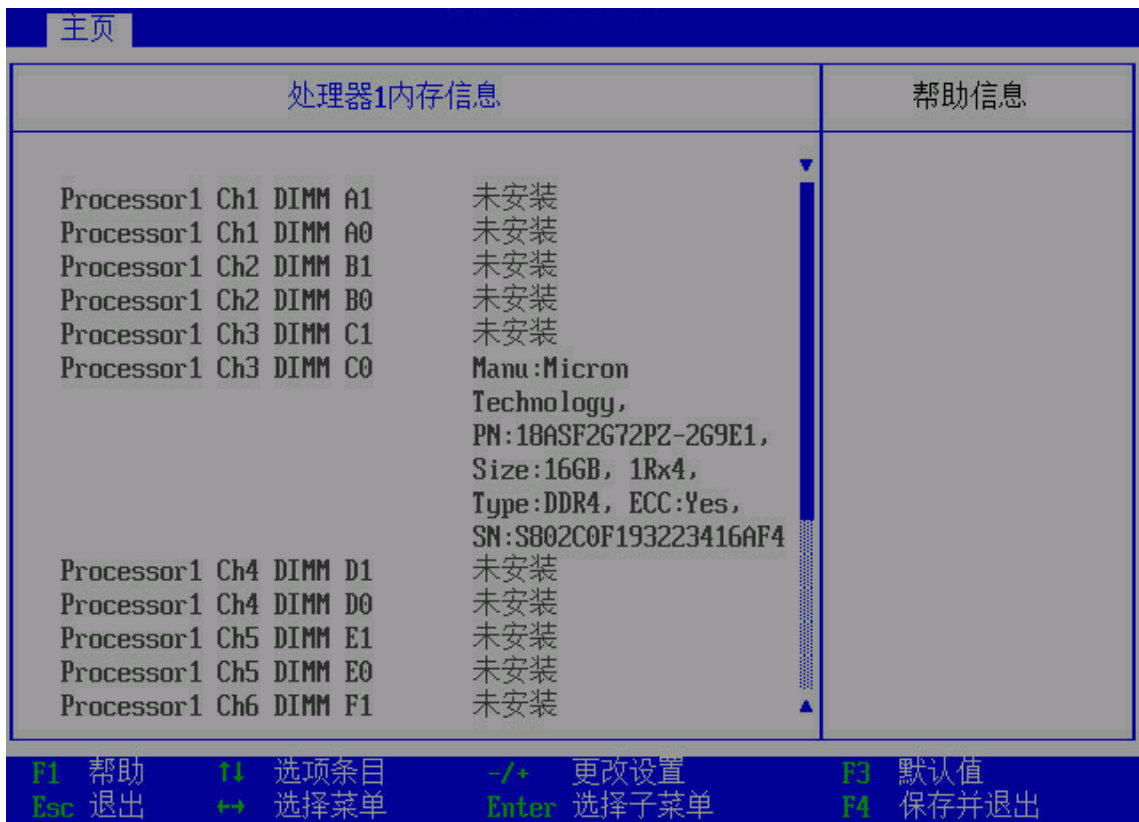 主页
处理器1内存信息
帮助信息
Processor1 Ch1 DIMM A1 未安装
Processor1 Ch1 DIMM A0 未安装
Processor1 Ch2 DIMM B1 未安装
Processor1 Ch2 DIMM B0 未安装
Processor1 Ch3 DIMM C1 未安装
Processor1 Ch3 DIMM C0 Manu:Micron
Technology,
PN:18ASF2G72PZ-2G9E1,
Size:16GB, 1Rx4,
Type:DDR4, ECC:Yes,
SN:S802C0F193223416AF4
Processor1 Ch4 DIMM D1 未安装
Processor1 Ch4 DIMM D0 未安装
Processor1 Ch5 DIMM E1 未安装
Processor1 Ch5 DIMM E0 未安装
Processor1 Ch6 DIMM F1 未安装
F1 帮助 ↑↓ 选项条目 -/+ 更改设置 F3 默认值
Esc 退出 ←→ 选择菜单 Enter 选择子菜单 F4 保存并退出